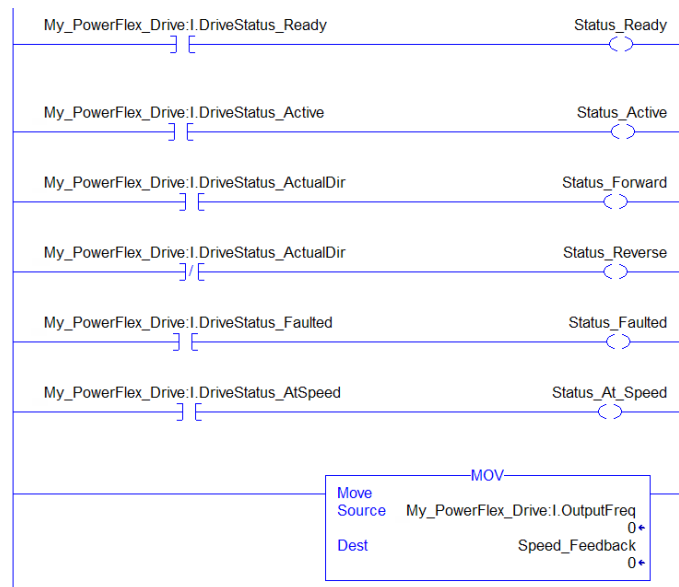 My_PowerFlex_Drive:I.DriveStatus_Ready Status_Ready
My_PowerFlex_Drive:I.DriveStatus_Active Status_Active
My_PowerFlex_Drive:I.DriveStatus_ActualDir Status_Forward
My_PowerFlex_Drive:I.DriveStatus_ActualDir Status_Reverse
My_PowerFlex_Drive:I.DriveStatus_Faulted Status_Faulted
My_PowerFlex_Drive:I.DriveStatus_AtSpeed Status_At_Speed
MOV
Move
Source My_PowerFlex_Drive:I.OutputFreq
0
Dest Speed_Feedback
0